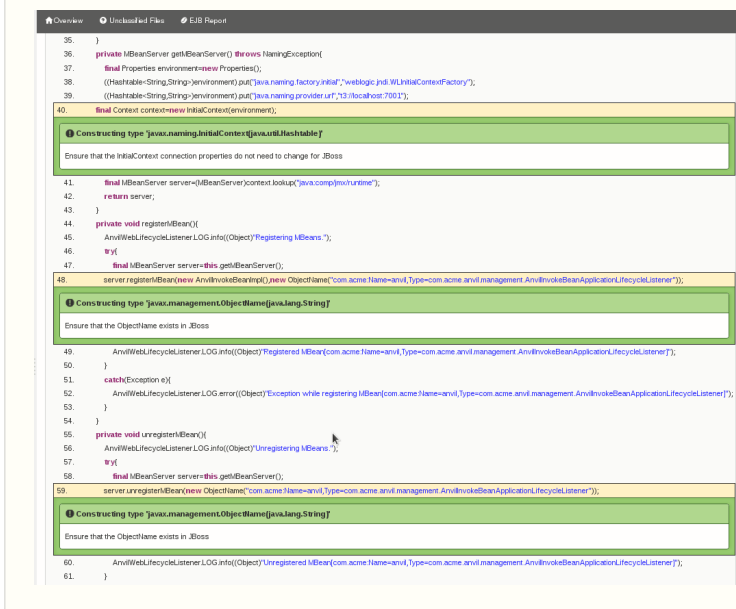 Overview Unclassified Files EJB Report
35. }
36. private MBeanServer getMBeanServer() throws NamingException{
37. final Properties environment=new Properties();
38. ((Hashtable<String,String>)environment).put("java.naming.factory.initial","weblogic.jndi.WLInitialContextFactory");
39. ((Hashtable<String,String>)environment).put("java.naming.provider.url","t3://localhost:7001");
40. final Context context=new InitialContext(environment);
Constructing type 'javax.naming.InitialContext(java.util.Hashtable)'
Ensure that the InitialContext connection properties do not need to change for JBoss
41. final MBeanServer server=(MBeanServer)context.lookup("java:comp/jmx/runtime");
42. return server;
43. }
44. private void registerMBean(){
45. AnvilWebLifecycleListener.LOG.info((Object)"Registering MBeans.");
46. try{
47. final MBeanServer server=this.getMBeanServer();
48. server.registerMBean(new AnvilInvokeBeanImpl(),new ObjectName("com.acme:Name=anvil,Type=com.acme.anvil.management.AnvilInvokeBeanApplicationLifecycleListener"));
Constructing type 'javax.management.ObjectName(java.lang.String)'
Ensure that the ObjectName exists in JBoss
49. AnvilWebLifecycleListener.LOG.info((Object)"Registered MBean[com.acme:Name=anvil,Type=com.acme.anvil.management.AnvilInvokeBeanApplicationLifecycleListener]");
50. }
51. catch(Exception e){
52. AnvilWebLifecycleListener.LOG.error((Object)"Exception while registering MBean[com.acme:Name=anvil,Type=com.acme.anvil.management.AnvilInvokeBeanApplicationLifecycleListener]");
53. }
54. }
55. private void unregisterMBean(){
56. AnvilWebLifecycleListener.LOG.info((Object)"Unregistering MBeans.");
57. try{
58. final MBeanServer server=this.getMBeanServer();
59. server.unregisterMBean(new ObjectName("com.acme:Name=anvil,Type=com.acme.anvil.management.AnvilInvokeBeanApplicationLifecycleListener"));
Constructing type 'javax.management.ObjectName(java.lang.String)'
Ensure that the ObjectName exists in JBoss
60. AnvilWebLifecycleListener.LOG.info((Object)"Unregistered MBean[com.acme:Name=anvil,Type=com.acme.anvil.management.AnvilInvokeBeanApplicationLifecycleListener]");
61. }